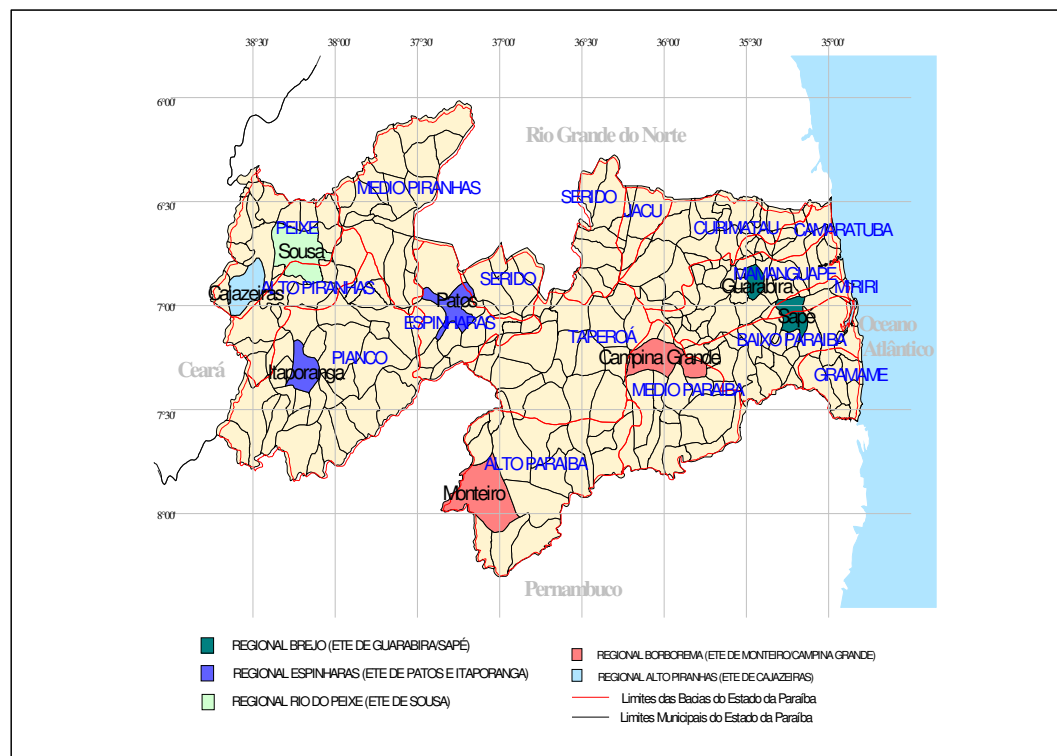 38°30' 38°00' 37°30' 37°00' 36°30' 36°00' 35°30' 35°00'
6°00'
Rio Grande do Norte
MEDIO PIRANHAS
SERIDO
6°30'
JACU
PEIXE
CURIMATAU
CAMARATUBA
Sousa
MAMANGUAPE
SERIDO
Guarabira
MIRIRI
Cajazeiras
ALTO PIRANHAS
Patos
7°00'
Sapé
ESPINHARAS
Oceano
Atlântico
TAPEROÁ
BAIXO PARAIBA
PIANCO
Campina Grande
Ceará
Itaporanga
GRAMAME
MEDIO PARAIBA
7°30'
ALTO PARAIBA
Monteiro
8°00'
Pernambuco
REGIONAL BREJO (ETE DE GUARABIRA/SAPÉ)
REGIONAL ESPINHARAS (ETE DE PATOS E ITAPORANGA)
REGIONAL RIO DO PEIXE (ETE DE SOUSA)
REGIONAL BORBOREMA (ETE DE MONTEIRO/CAMPINA GRANDE)
REGIONAL ALTO PIRANHAS (ETE DE CAJAZEIRAS)
Limites das Bacias do Estado da Paraíba
Limites Municipais do Estado da Paraíba